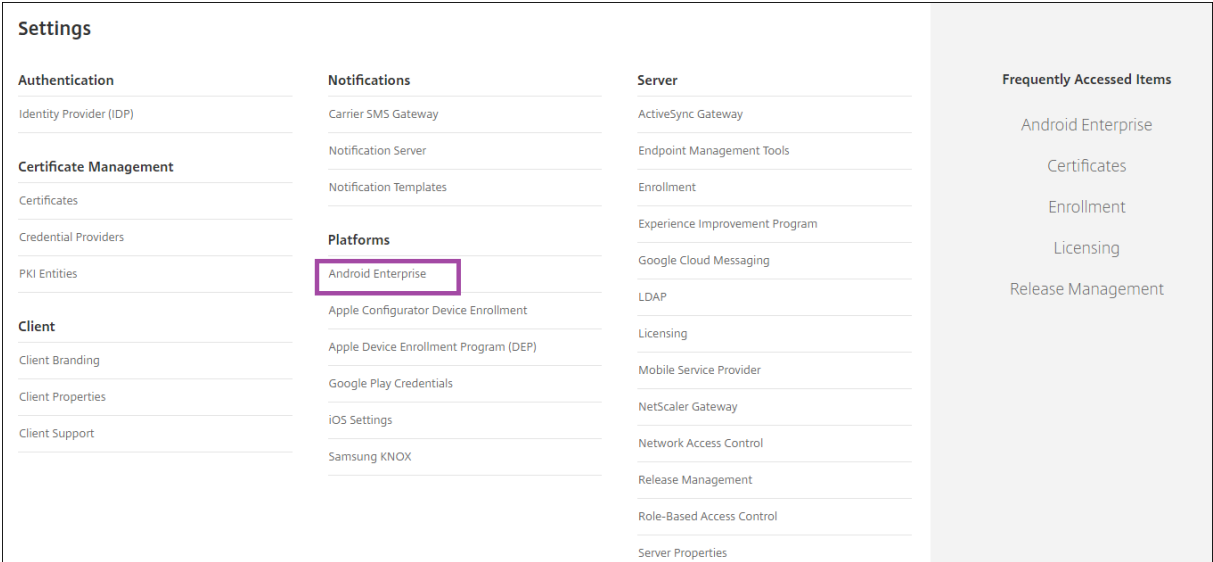 Settings
Authentication
Identity Provider (IDP)
Certificate Management
Certificates
Credential Providers
PKI Entities
Client
Client Branding
Client Properties
Client Support
Notifications
Carrier SMS Gateway
Notification Server
Notification Templates
Platforms
Android Enterprise
Apple Configurator Device Enrollment
Apple Device Enrollment Program (DEP)
Google Play Credentials
iOS Settings
Samsung KNOX
Server
ActiveSync Gateway
Endpoint Management Tools
Enrollment
Experience Improvement Program
Google Cloud Messaging
LDAP
Licensing
Mobile Service Provider
NetScaler Gateway
Network Access Control
Release Management
Role-Based Access Control
Server Properties
Frequently Accessed Items
Android Enterprise
Certificates
Enrollment
Licensing
Release Management